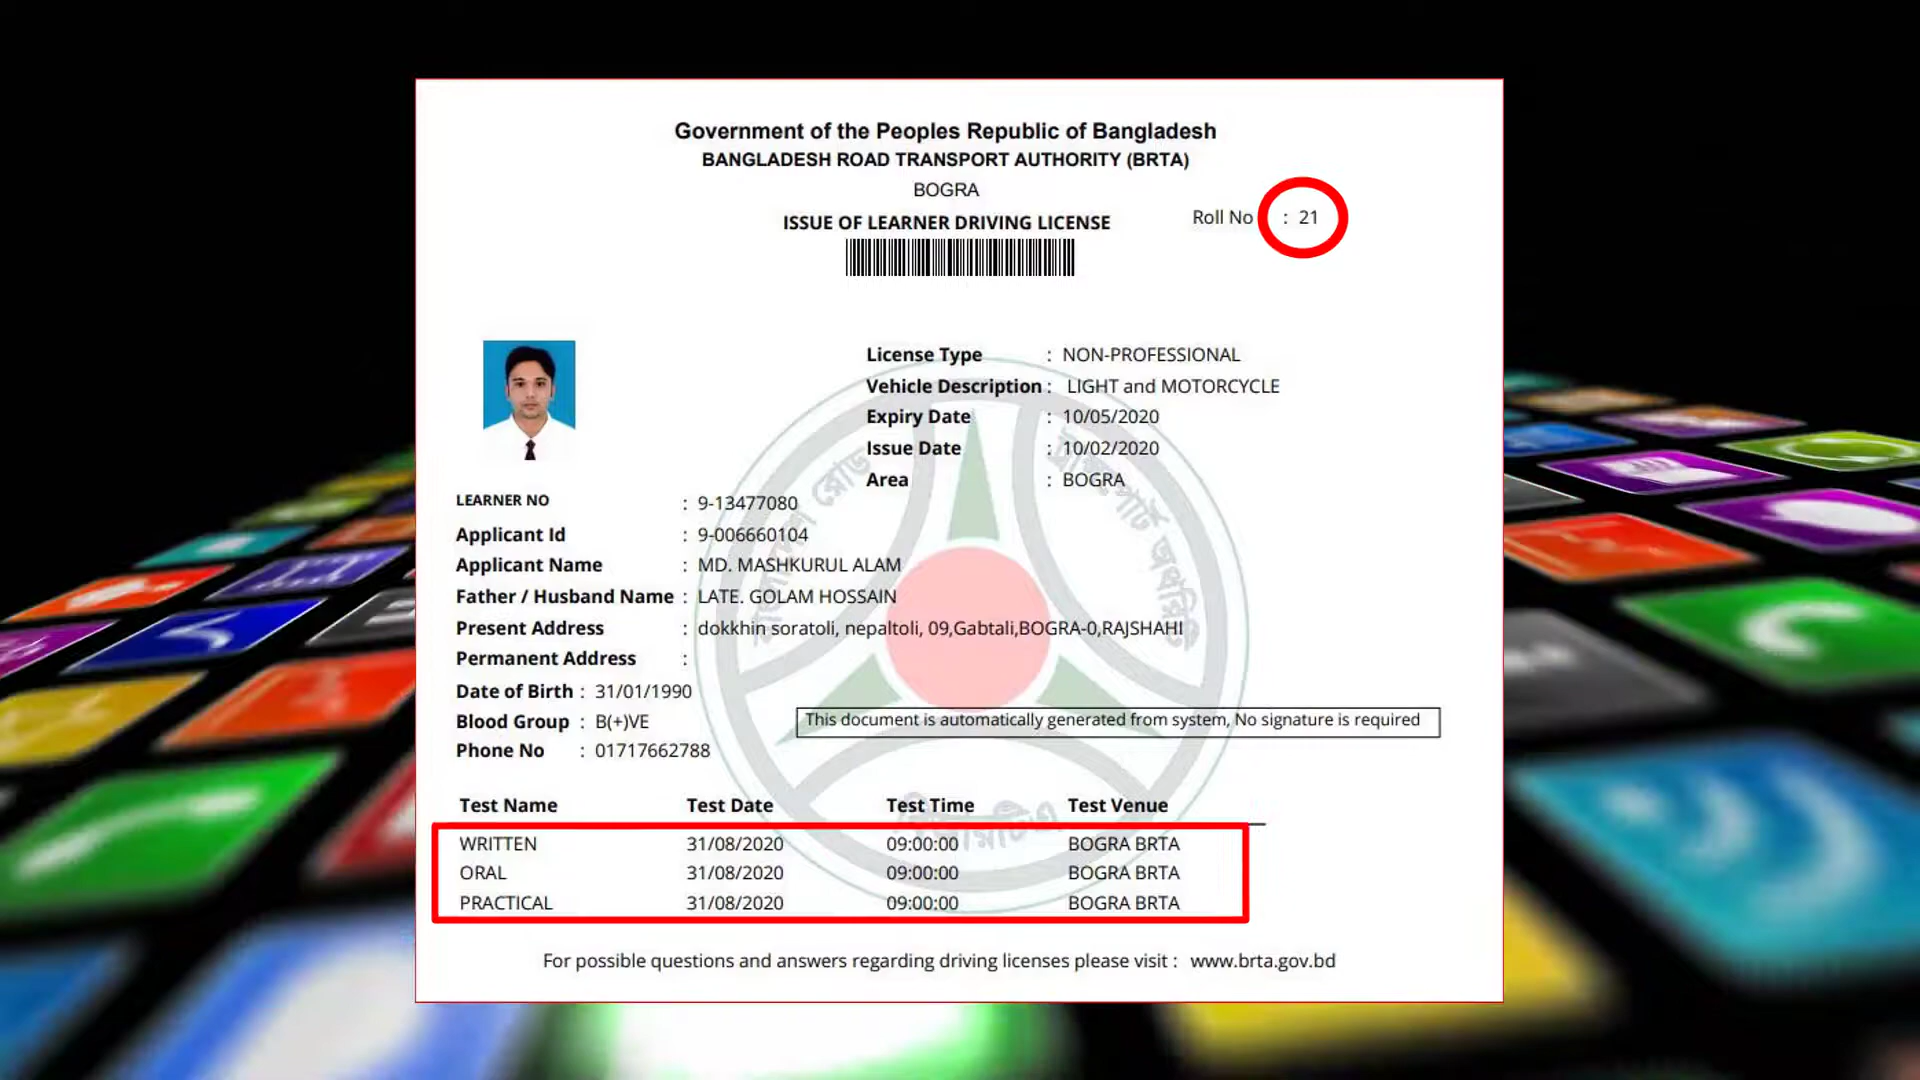 Government of the Peoples Republic of Bangladesh
BANGLADESH ROAD TRANSPORT AUTHORITY (BRTA)
BOGRA
ISSUE OF LEARNER DRIVING LICENSE
Roll No : 21
License Type : NON-PROFESSIONAL
Vehicle Description : LIGHT and MOTORCYCLE
Expiry Date : 10/05/2020
Issue Date : 10/02/2020
Area : BOGRA
LEARNER NO : 9-13477080
Applicant Id : 9-006660104
Applicant Name : MD. MASHKURUL ALAM
Father / Husband Name : LATE. GOLAM HOSSAIN
Present Address : dokkhin soratoli, nepaltoli, 09,Gabtali,BOGRA-0,RAJSHAHI
Permanent Address :
Date of Birth : 31/01/1990
Blood Group : B(+)VE
Phone No : 01717662788
This document is automatically generated from system, No signature is required
Test Name Test Date Test Time Test Venue
WRITTEN 31/08/2020 09:00:00 BOGRA BRTA
ORAL 31/08/2020 09:00:00 BOGRA BRTA
PRACTICAL 31/08/2020 09:00:00 BOGRA BRTA
For possible questions and answers regarding driving licenses please visit : www.brta.gov.bd